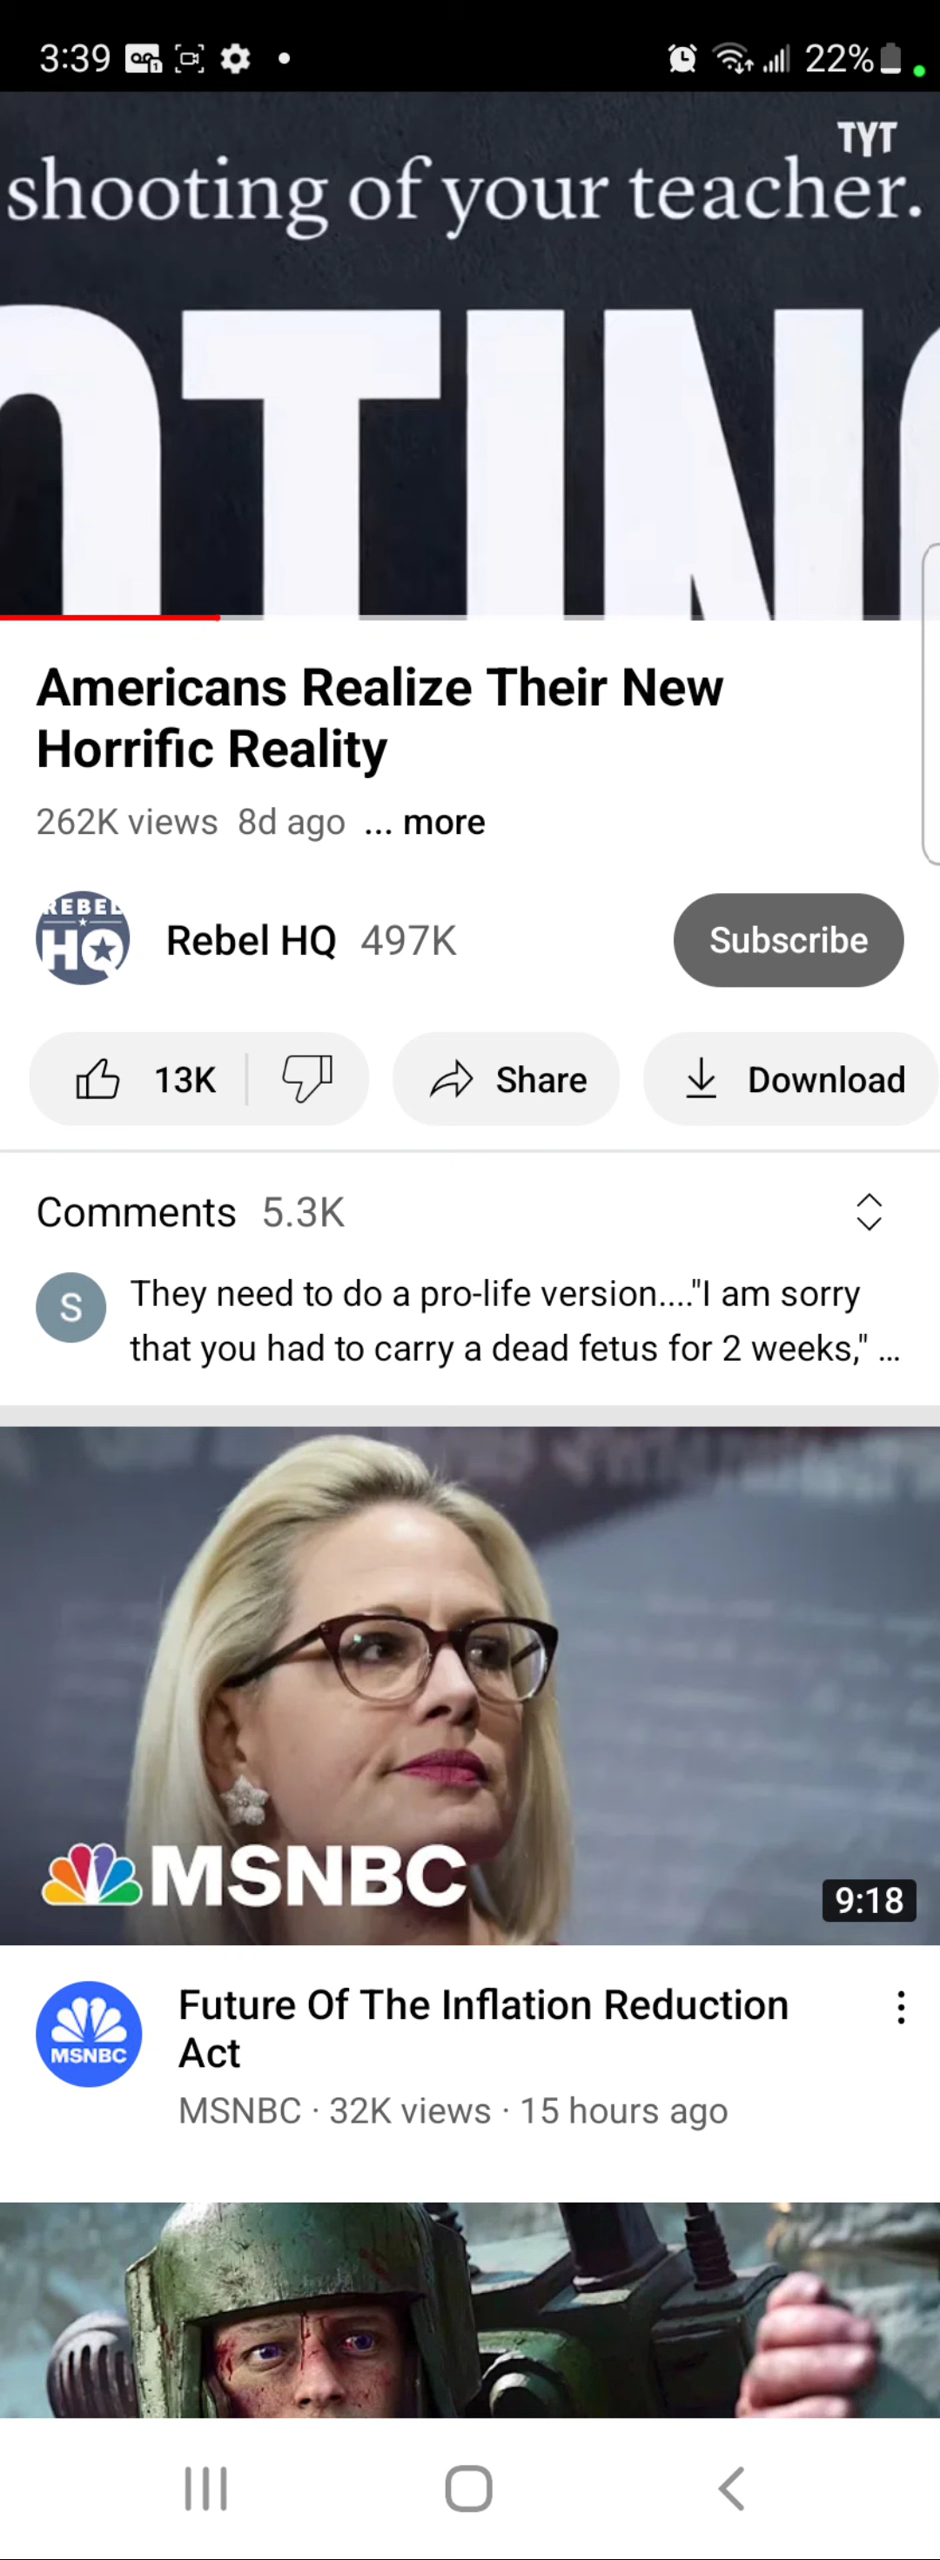 3:39
22%
TYT
shooting of your teacher.
OTING
Americans Realize Their New
Horrific Reality
262K views 8d ago ... more
REBEL
HQ
Rebel HQ 497K
Subscribe
13K
Share
Download
Comments 5.3K
S
They need to do a pro-life version...."I am sorry
that you had to carry a dead fetus for 2 weeks," ...
MSNBC
9:18
MSNBC
Future Of The Inflation Reduction
Act
MSNBC · 32K views · 15 hours ago